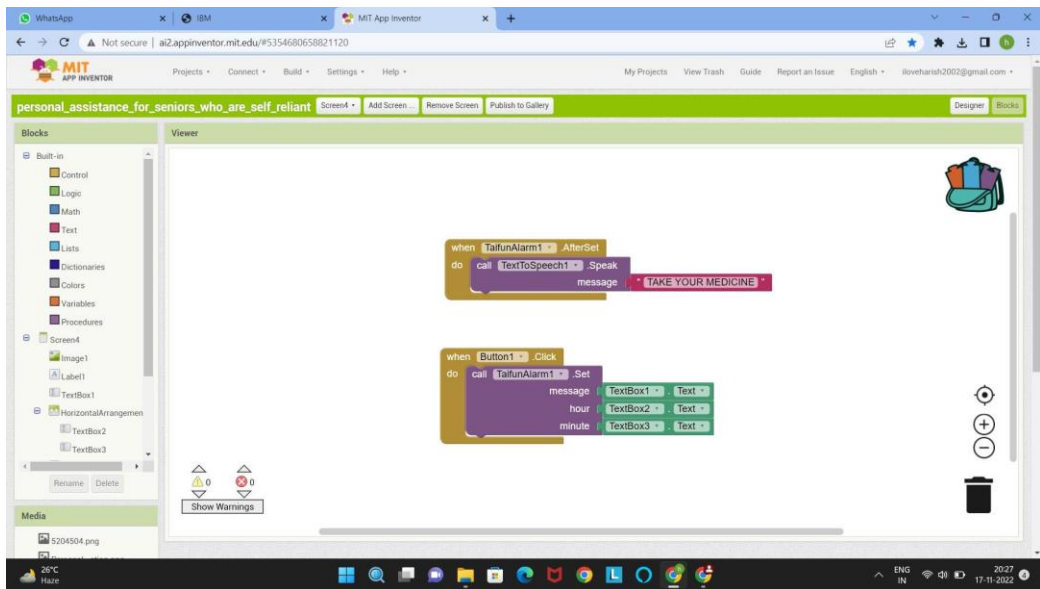 WhatsApp
IBM
MIT App Inventor
Not secure | ai2.appinventor.mit.edu/#5354680658821120
MIT
APP INVENTOR
Projects Connect Build Settings Help My Projects View Trash Guide Report an Issue English iloveharish2002@gmail.com
personal_assistance_for_seniors_who_are_self_reliant Screen4 Add Screen ... Remove Screen Publish to Gallery Designer Blocks
Blocks
Viewer
Built-in
Control
Logic
Math
Text
Lists
Dictionaries
Colors
Variables
Procedures
Screen4
Image1
Label1
TextBox1
HorizontalArrangemen
TextBox2
TextBox3
Rename Delete
Media
5204504.png
when TaifunAlarm1 .AfterSet
do call TextToSpeech1 .Speak
message " TAKE YOUR MEDICINE "
when Button1 .Click
do call TaifunAlarm1 .Set
message TextBox1 . Text
hour TextBox2 . Text
minute TextBox3 . Text
0 0
Show Warnings
26°C
Haze
ENG
IN
20:27
17-11-2022
4